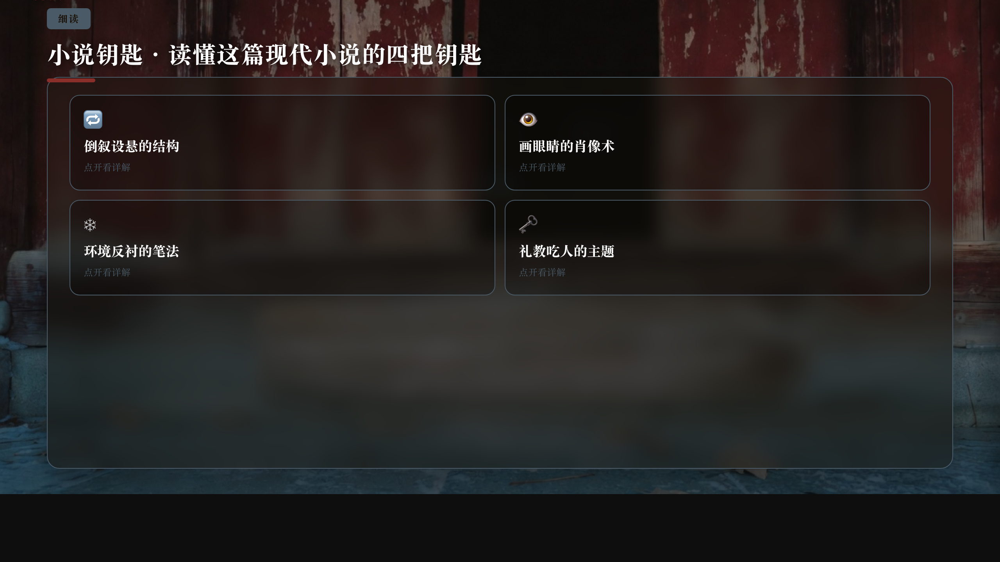 细读
小说钥匙 · 读懂这篇现代小说的四把钥匙
倒叙设悬的结构
点开看详解
画眼睛的肖像术
点开看详解
环境反衬的笔法
点开看详解
礼教吃人的主题
点开看详解